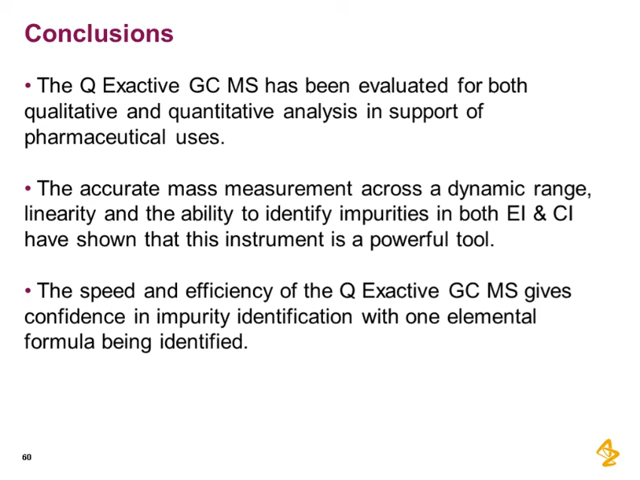 Conclusions
• The Q Exactive GC MS has been evaluated for both
qualitative and quantitative analysis in support of
pharmaceutical uses.
• The accurate mass measurement across a dynamic range,
linearity and the ability to identify impurities in both EI & CI
have shown that this instrument is a powerful tool.
• The speed and efficiency of the Q Exactive GC MS gives
confidence in impurity identification with one elemental
formula being identified.
60